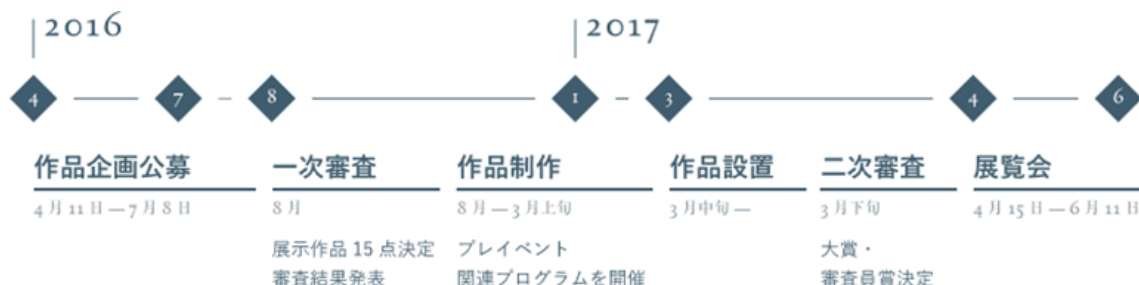 2016
2017
4
7
8
1
3
4
6
作品企画公募
一次審査
作品制作
作品設置
二次審査
展覧会
4月11日—7月8日
8月
8月—3月上旬
3月中旬—
3月下旬
4月15日—6月11日
展示作品15点決定
審査結果発表
プレイベント
関連プログラムを開催
大賞・
審査員賞決定